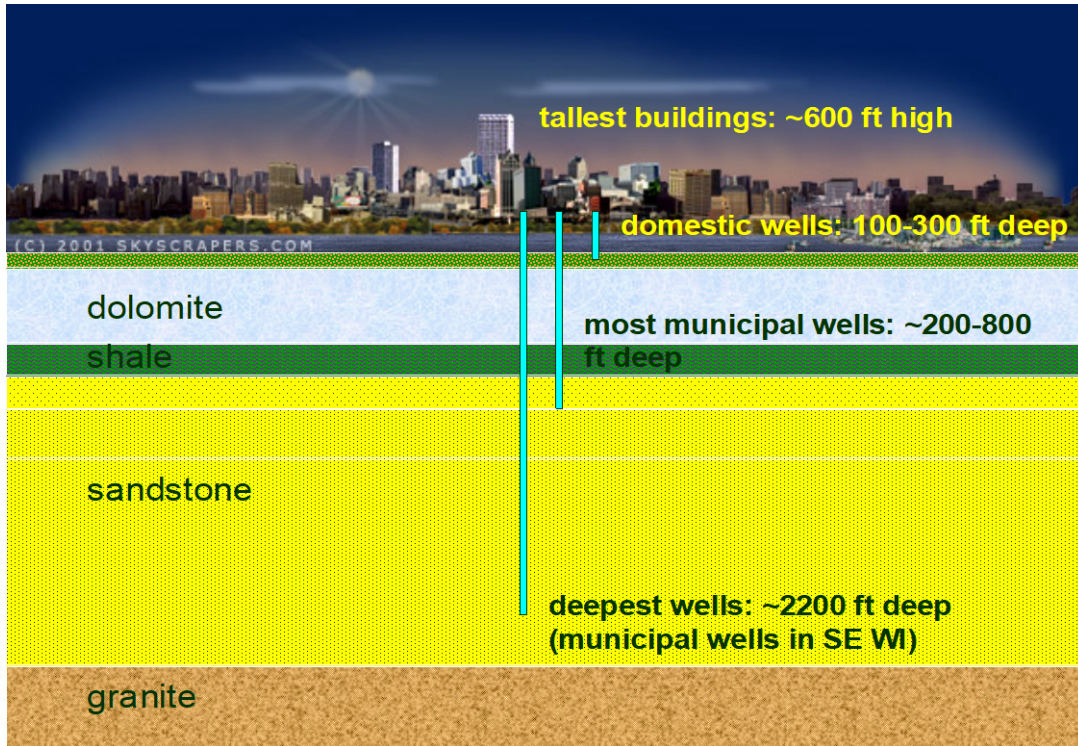 tallest buildings: ~600 ft high
domestic wells: 100-300 ft deep
(C) 2001 SKYSCRAPERS.COM
dolomite
most municipal wells: ~200-800
ft deep
shale
sandstone
deepest wells: ~2200 ft deep
(municipal wells in SE WI)
granite